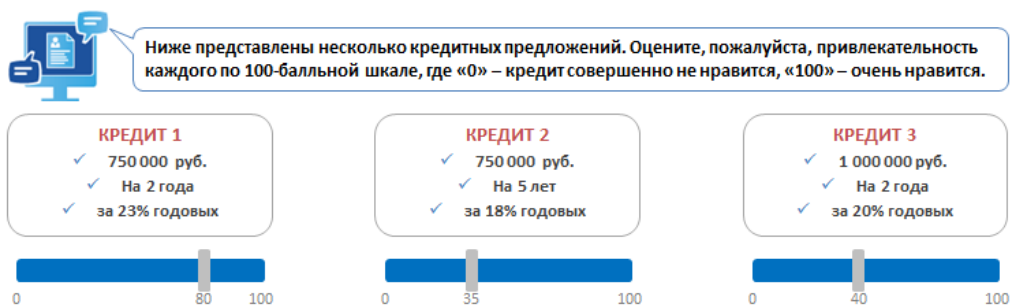 Ниже представлены несколько кредитных предложений. Оцените, пожалуйста, привлекательность
каждого по 100-балльной шкале, где «0» – кредит совершенно не нравится, «100» – очень нравится.
КРЕДИТ 1
750 000 руб.
На 2 года
за 23% годовых
0 80 100
КРЕДИТ 2
750 000 руб.
На 5 лет
за 18% годовых
0 35 100
КРЕДИТ 3
1 000 000 руб.
На 2 года
за 20% годовых
0 40 100